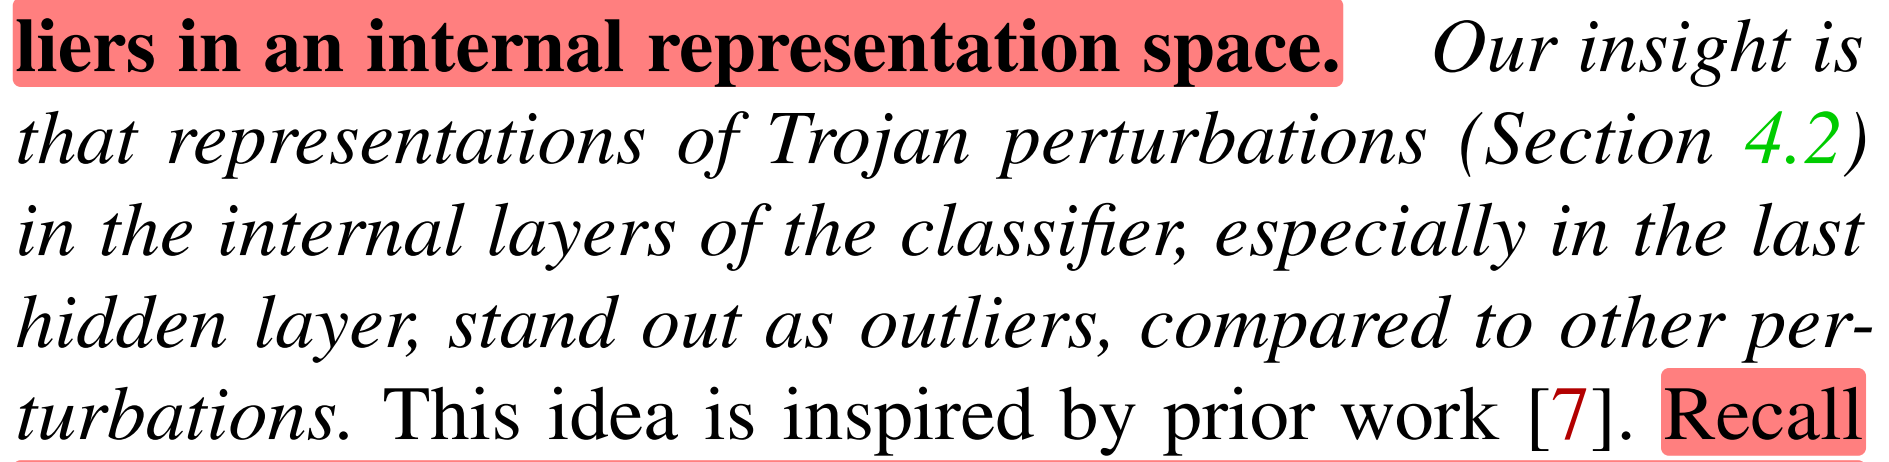 liers in an internal representation space. Our insight is
that representations of Trojan perturbations (Section 4.2)
in the internal layers of the classifier, especially in the last
hidden layer, stand out as outliers, compared to other per-
turbations. This idea is inspired by prior work [7]. Recall